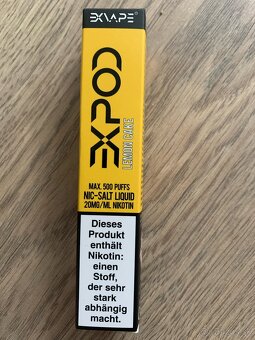 EXVAPE
EXPOD
LEMON CAKE
MAX. 500 PUFFS
NIC-SALT LIQUID
20MG/ML NIKOTIN
Dieses
Produkt
enthält
Nikotin:
einen
Stoff,
der sehr
stark
abhängig
macht.